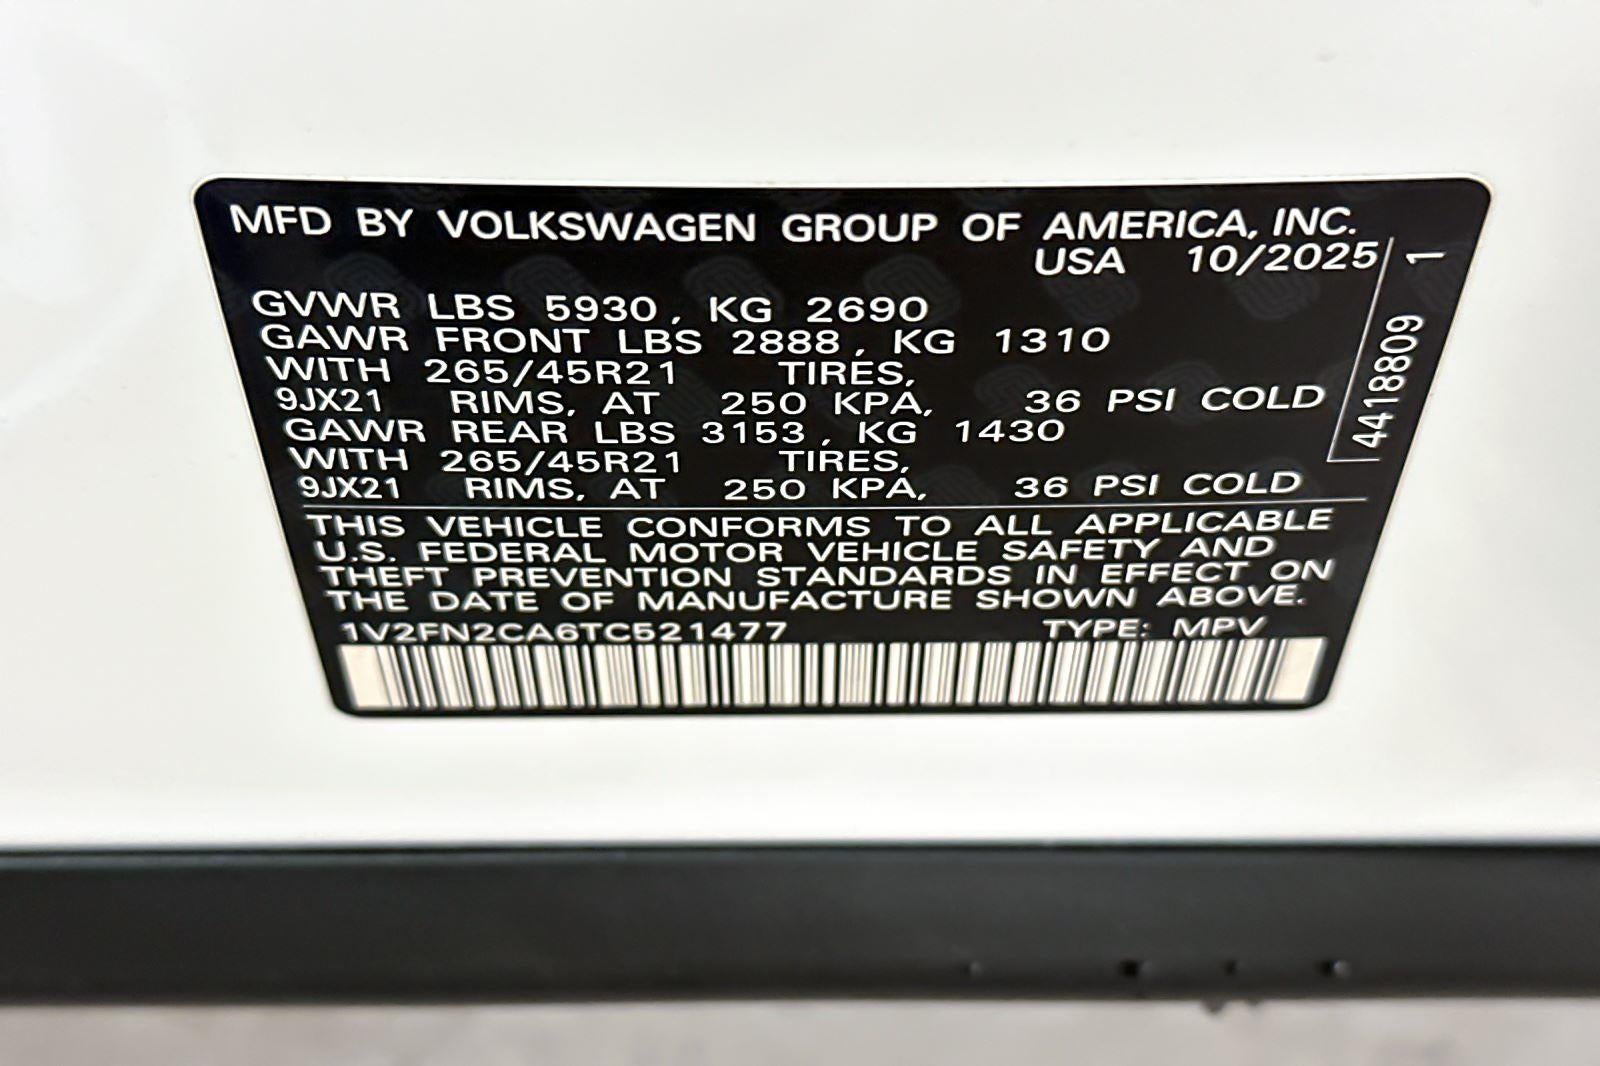 MFD BY VOLKSWAGEN GROUP OF AMERICA, INC.
USA 10/2025
GVWR LBS 5930, KG 2690
GAWR FRONT LBS 2888, KG 1310
WITH 265/45R21 TIRES,
9JX21 RIMS, AT 250 KPA, 36 PSI COLD
GAWR REAR LBS 3153, KG 1430
WITH 265/45R21 TIRES,
9JX21 RIMS, AT 250 KPA, 36 PSI COLD
THIS VEHICLE CONFORMS TO ALL APPLICABLE
U.S. FEDERAL MOTOR VEHICLE SAFETY AND
THEFT PREVENTION STANDARDS IN EFFECT ON
THE DATE OF MANUFACTURE SHOWN ABOVE.
1V2FN2CA6TC521477 TYPE: MPV
4418809 1